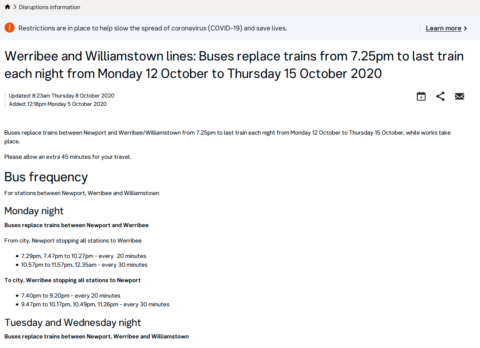 Disruptions information
Restrictions are in place to help slow the spread of coronavirus (COVID-19) and save lives.
Learn more
Werribee and Williamstown lines: Buses replace trains from 7.25pm to last train
each night from Monday 12 October to Thursday 15 October 2020
Updated: 8:23am Thursday 8 October 2020
Added: 12:18pm Monday 5 October 2020
Buses replace trains between Newport and Werribee/Williamstown from 7.25pm to last train each night from Monday 12 October to Thursday 15 October, while works take
place.
Please allow an extra 45 minutes for your travel.
Bus frequency
For stations between Newport, Werribee and Williamstown
Monday night
Buses replace trains between Newport and Werribee
From city, Newport stopping all stations to Werribee
7.29pm, 7.47pm to 10.27pm - every 20 minutes
10.57pm to 11.57pm, 12.35am - every 30 minutes
To city, Werribee stopping all stations to Newport
7.40pm to 9.20pm - every 20 minutes
9.47pm to 10.17pm, 10.49pm, 11.26pm - every 30 minutes
Tuesday and Wednesday night
Buses replace trains between Newport, Werribee and Williamstown